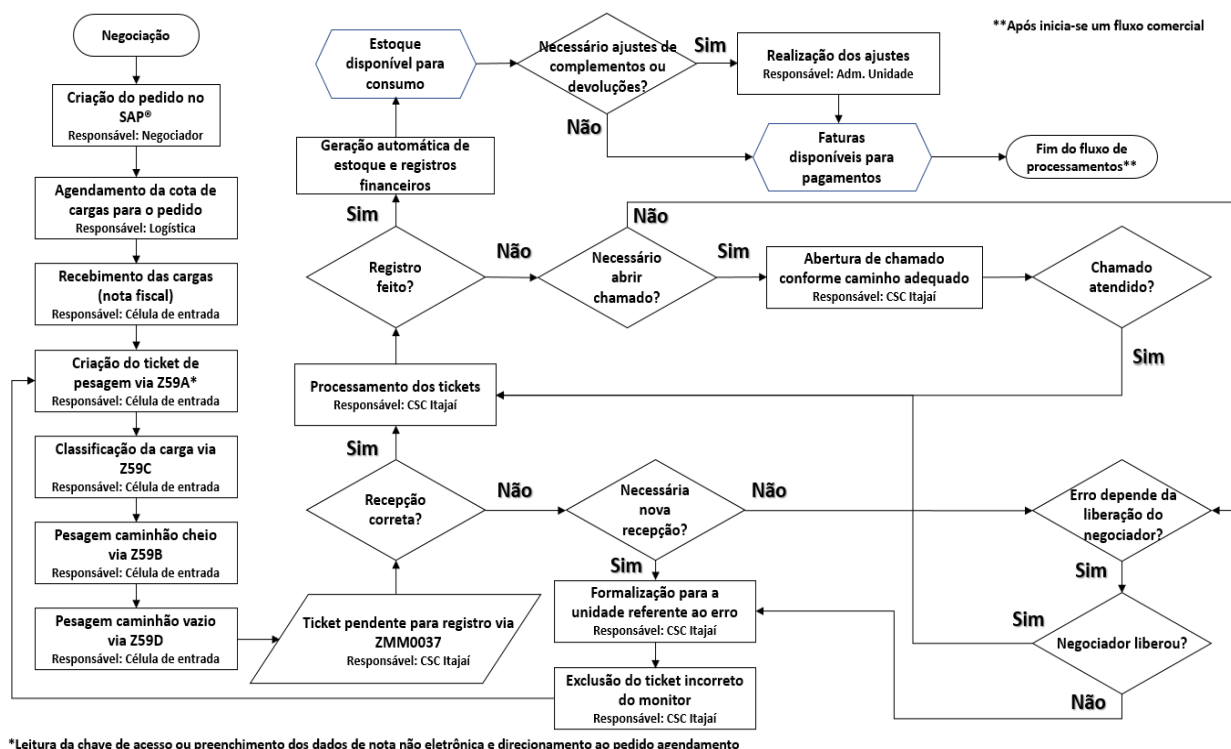 Negociação
Criação do pedido no
SAP®
Responsável: Negociador
Agendamento da cota de
cargas para o pedido
Responsável: Logística
Recebimento das cargas
(nota fiscal)
Responsável: Célula de entrada
Criação do ticket de
pesagem via Z59A*
Responsável: Célula de entrada
Classificação da carga via
Z59C
Responsável: Célula de entrada
Pesagem caminhão cheio
via Z59B
Responsável: Célula de entrada
Pesagem caminhão vazio
via Z59D
Responsável: Célula de entrada
Ticket pendente para registro via
ZMM0037
Responsável: CSC Itajaí
Recepção
correta?
Sim
Não
Processamento dos tickets
Responsável: CSC Itajaí
Registro
feito?
Sim
Não
Geração automática de
estoque e registros
financeiros
Estoque
disponível para
consumo
Necessário ajustes de
complementos ou
devoluções?
Sim
Não
Realização dos ajustes
Responsável: Adm. Unidade
Faturas
disponíveis para
pagamentos
Fim do fluxo de
processamentos**
**Após inicia-se um fluxo comercial
Necessário
abrir
chamado?
Não
Sim
Abertura de chamado
conforme caminho adequado
Responsável: CSC Itajaí
Chamado
atendido?
Sim
Necessária
nova
recepção?
Não
Sim
Formalização para a
unidade referente ao erro
Responsável: CSC Itajaí
Exclusão do ticket incorreto
do monitor
Responsável: CSC Itajaí
Erro depende da
liberação do
negociador?
Sim
Negociador liberou?
Sim
Não
*Leitura da chave de acesso ou preenchimento dos dados de nota não eletrônica e direcionamento ao pedido agendamento